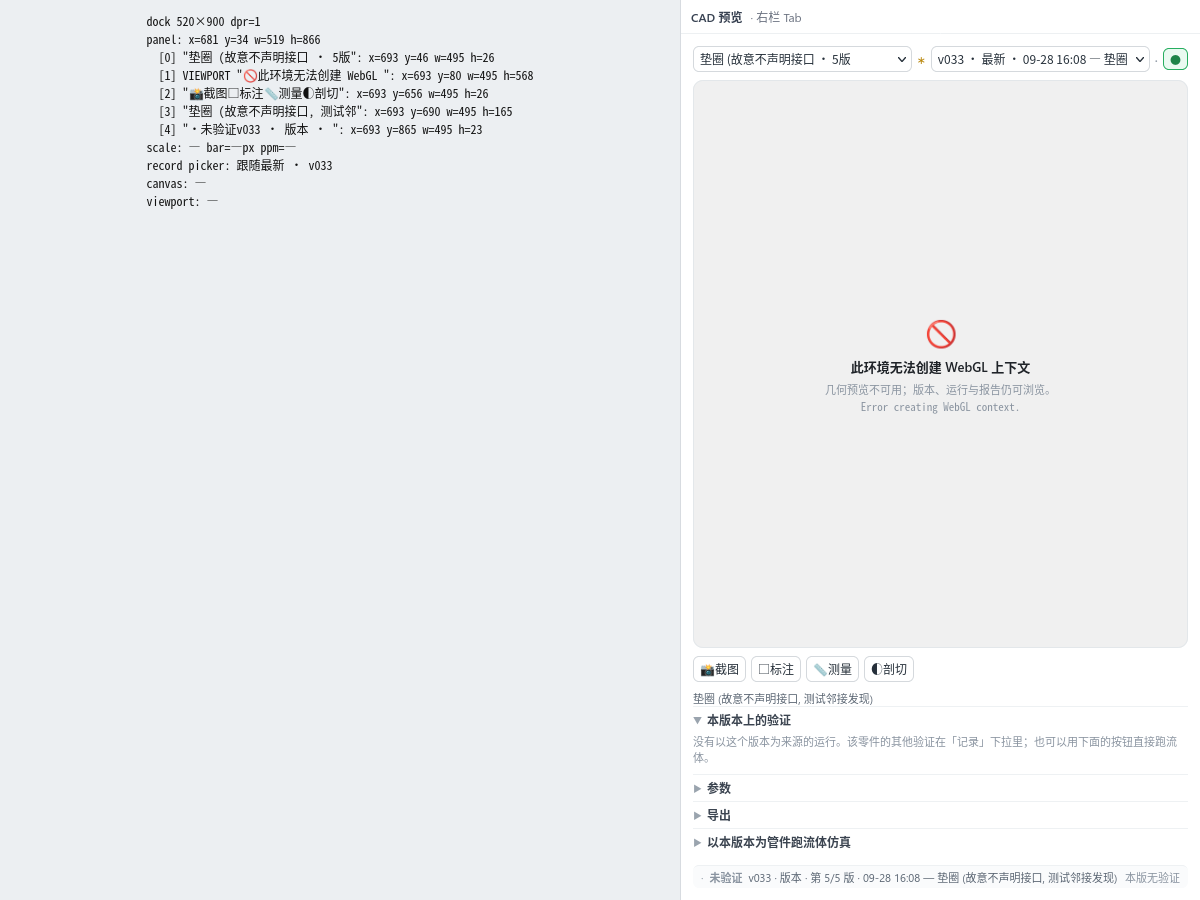 dock 520×900 dpr=1
panel: x=681 y=34 w=519 h=866
[0] "垫圈 (故意不声明接口 · 5版": x=693 y=46 w=495 h=26
[1] VIEWPORT "🚫此环境无法创建 WebGL ": x=693 y=80 w=495 h=568
[2] "📸截图□标注📏测量◐剖切": x=693 y=656 w=495 h=26
[3] "垫圈 (故意不声明接口, 测试邻": x=693 y=690 w=495 h=165
[4] "·未验证v033 · 版本 · ": x=693 y=865 w=495 h=23
scale: — bar=—px ppm=—
record picker: 跟随最新 · v033
canvas: —
viewport: —
CAD 预览 · 右栏 Tab
垫圈 (故意不声明接口 · 5版 * v033 · 最新 · 09-28 16:08 — 垫圈 · ●
🚫
此环境无法创建 WebGL 上下文
几何预览不可用；版本、运行与报告仍可浏览。
Error creating WebGL context.
📸截图 □标注 📏测量 ◐剖切
垫圈 (故意不声明接口, 测试邻接发现)
▼ 本版本上的验证
没有以这个版本为来源的运行。该零件的其他验证在「记录」下拉里；也可以用下面的按钮直接跑流
体。
▶ 参数
▶ 导出
▶ 以本版本为管件跑流体仿真
· 未验证 v033 · 版本 · 第 5/5 版 · 09-28 16:08 — 垫圈 (故意不声明接口, 测试邻接发现) 本版无验证